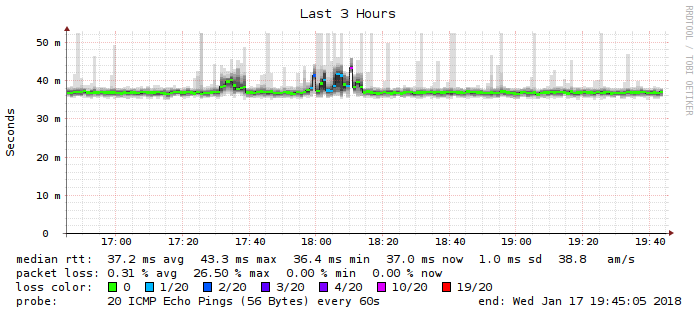 Last 3 Hours
RRDTOOL / TOBI OETIKER
Seconds
50 m
40 m
30 m
20 m
10 m
0
17:00 17:20 17:40 18:00 18:20 18:40 19:00 19:20 19:40
median rtt: 37.2 ms avg 43.3 ms max 36.4 ms min 37.0 ms now 1.0 ms sd 38.8 am/s
packet loss: 0.31 % avg 26.50 % max 0.00 % min 0.00 % now
loss color: 0 1/20 2/20 3/20 4/20 10/20 19/20
probe: 20 ICMP Echo Pings (56 Bytes) every 60s end: Wed Jan 17 19:45:05 2018